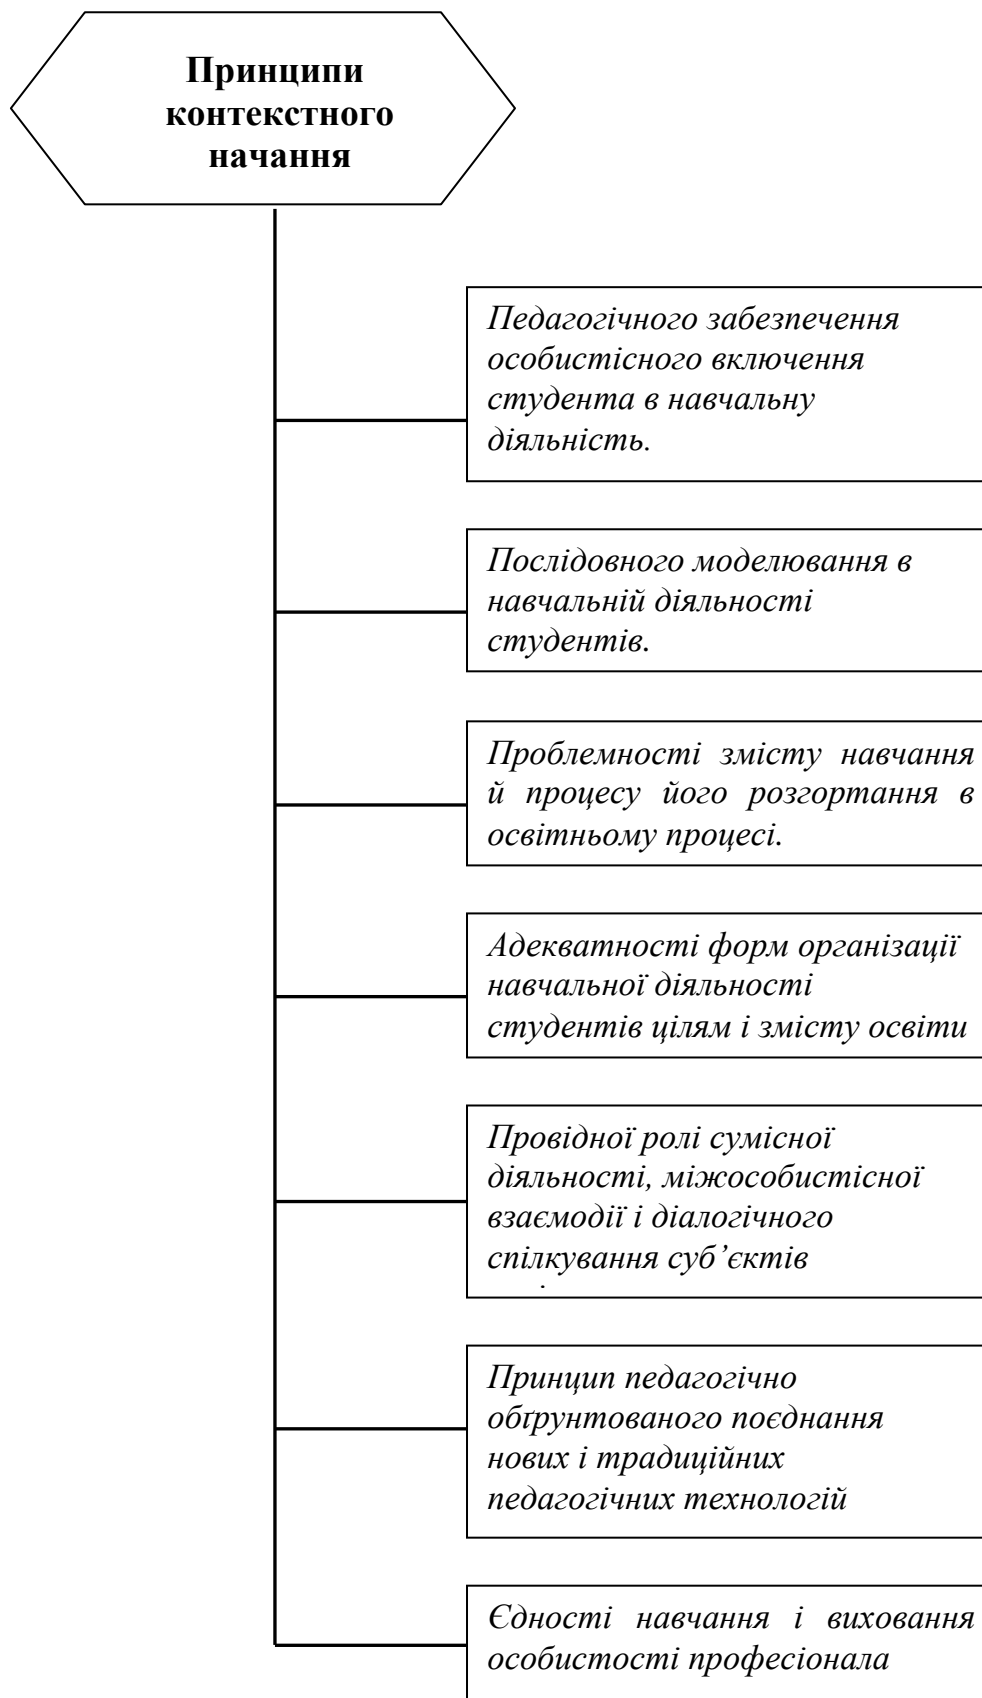 Принципи
контекстного
начання
Педагогічного забезпечення
особистісного включення
студента в навчальну
діяльність.
Послідовного моделювання в
навчальній діяльності
студентів.
Проблемності змісту навчання
й процесу його розгортання в
освітньому процесі.
Адекватності форм організації
навчальної діяльності
студентів цілям і змісту освіти
Провідної ролі сумісної
діяльності, міжособистісної
взаємодії і діалогічного
спілкування суб’єктів
Принцип педагогічно
обґрунтованого поєднання
нових і традиційних
педагогічних технологій
Єдності навчання і виховання
особистості професіонала